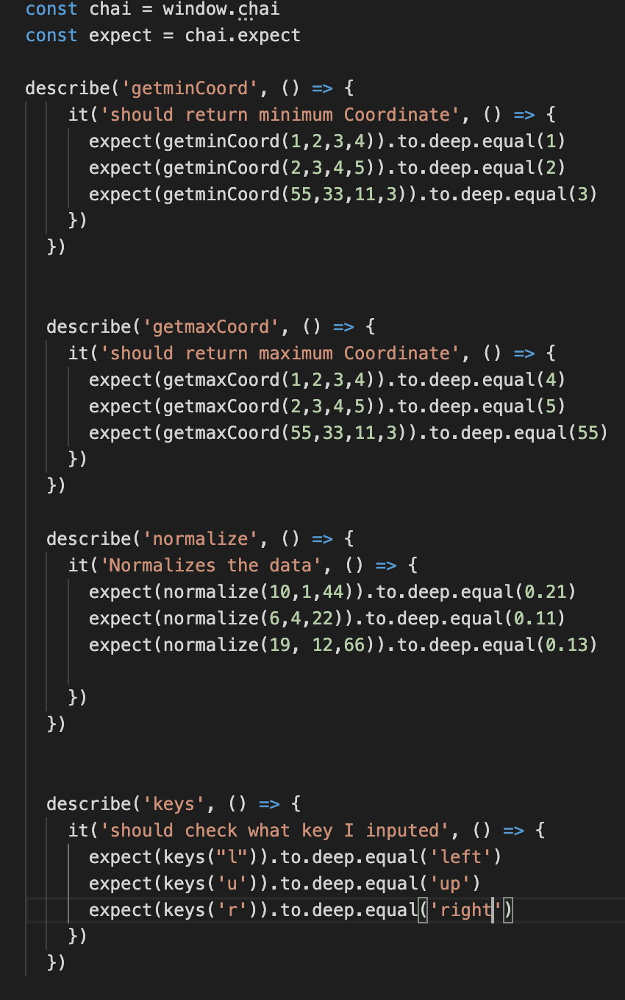 const chai = window.chai
const expect = chai.expect
describe('getminCoord', () => {
it('should return minimum Coordinate', () => {
expect(getminCoord(1,2,3,4)).to.deep.equal(1)
expect(getminCoord(2,3,4,5)).to.deep.equal(2)
expect(getminCoord(55,33,11,3)).to.deep.equal(3)
})
})
describe('getmaxCoord', () => {
it('should return maximum Coordinate', () => {
expect(getmaxCoord(1,2,3,4)).to.deep.equal(4)
expect(getmaxCoord(2,3,4,5)).to.deep.equal(5)
expect(getmaxCoord(55,33,11,3)).to.deep.equal(55)
})
})
describe('normalize', () => {
it('Normalizes the data', () => {
expect(normalize(10,1,44)).to.deep.equal(0.21)
expect(normalize(6,4,22)).to.deep.equal(0.11)
expect(normalize(19, 12,66)).to.deep.equal(0.13)
})
})
describe('keys', () => {
it('should check what key I inputed', () => {
expect(keys("l")).to.deep.equal('left')
expect(keys('u')).to.deep.equal('up')
expect(keys('r')).to.deep.equal('right')
})
})